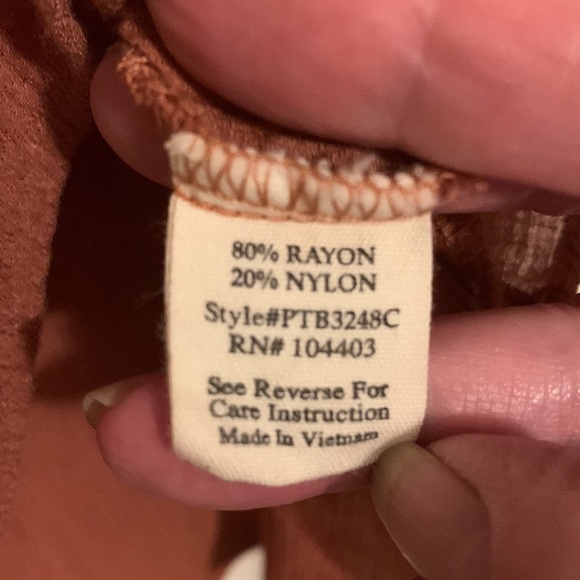 80% RAYON
20% NYLON
Style#PTB3248C
RN# 104403
See Reverse For
Care Instruction
Made In Vietnam